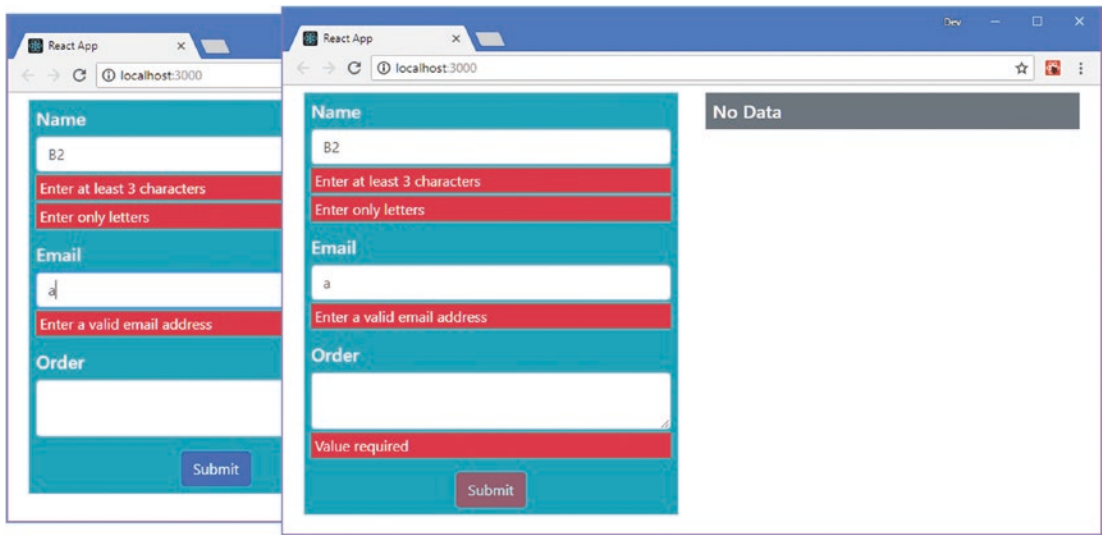 React App
localhost:3000
Name
B2
Enter at least 3 characters
Enter only letters
Email
a
Enter a valid email address
Order
Submit
Dev
React App
localhost:3000
Name
B2
Enter at least 3 characters
Enter only letters
Email
a
Enter a valid email address
Order
Value required
Submit
No Data